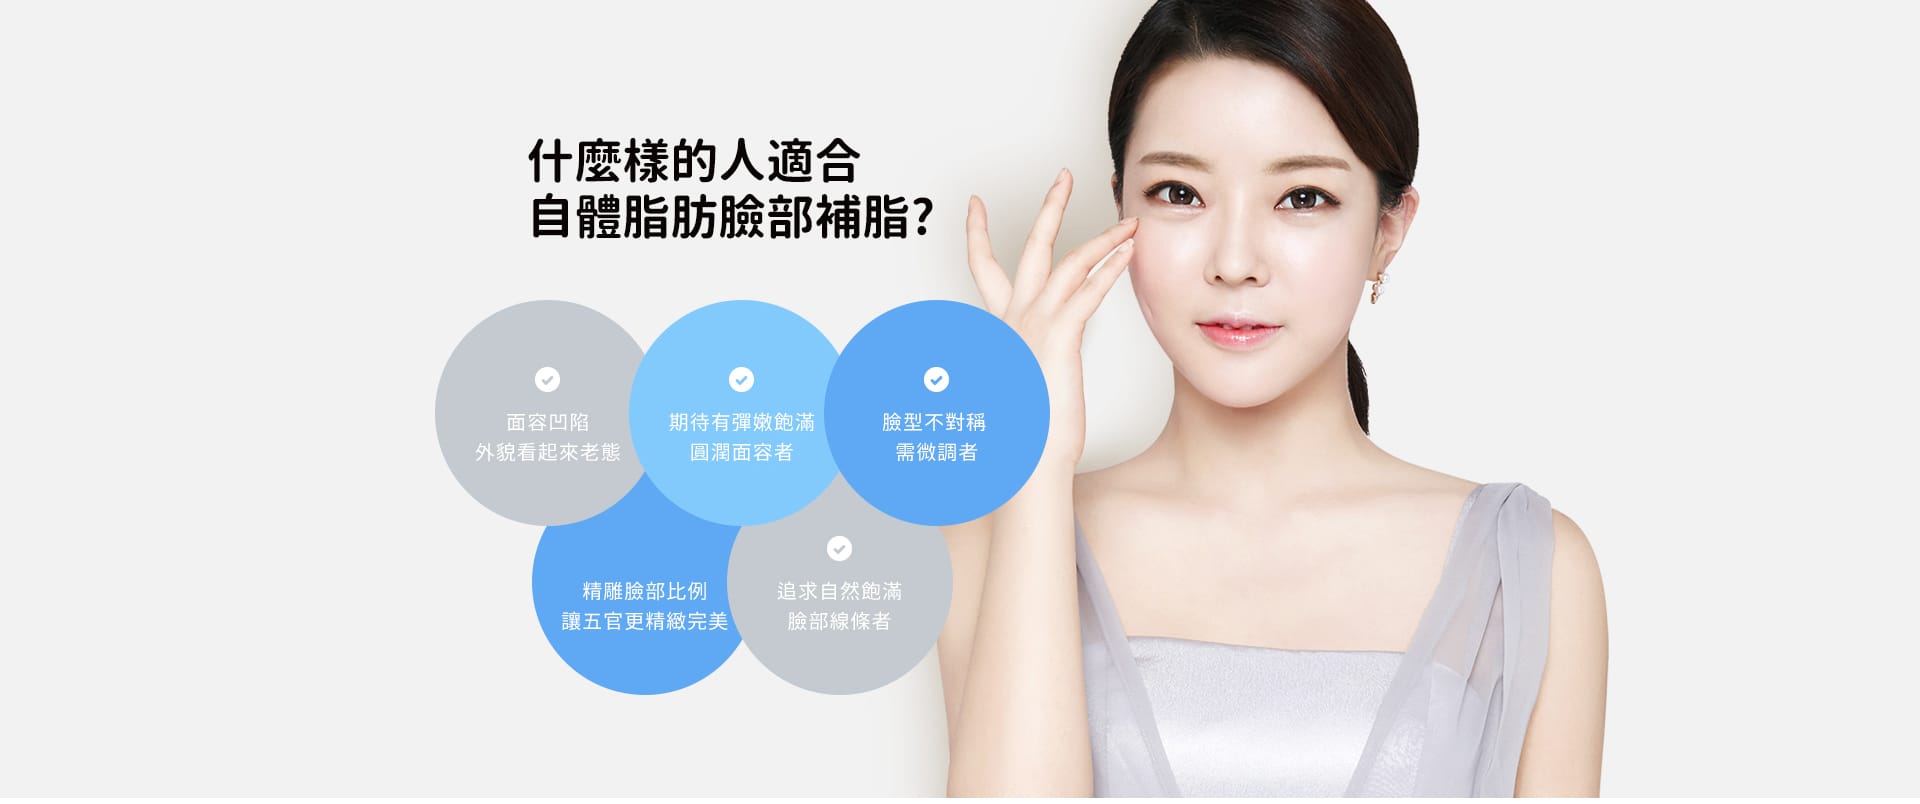 什麼樣的人適合
自體脂肪臉部補脂?
面容凹陷
外貌看起來老態
期待有彈嫩飽滿
圓潤面容者
臉型不對稱
需微調者
精雕臉部比例
讓五官更精緻完美
追求自然飽滿
臉部線條者